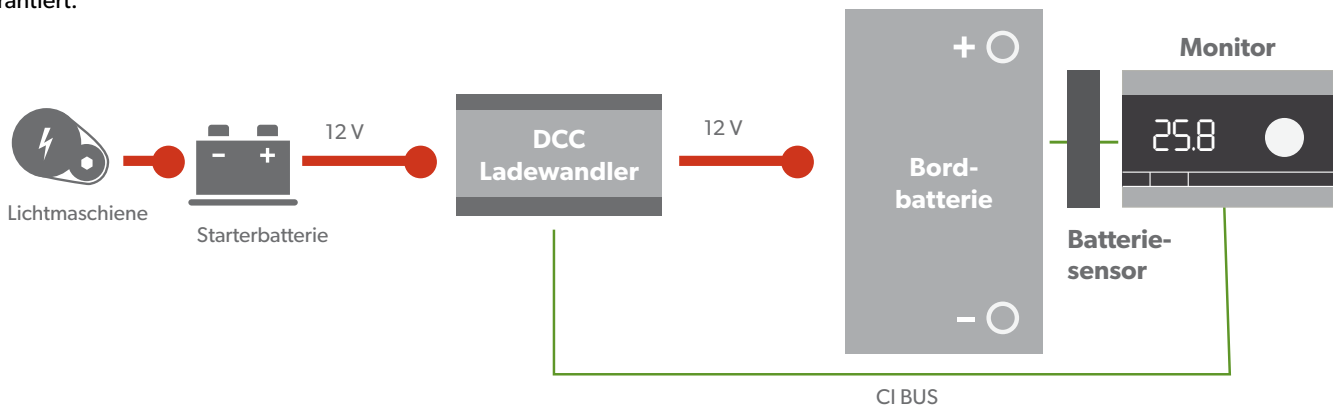 rantiert.
Monitor
12 V
12 V
DCC
Ladewandler
25.8
Bord-
batterie
Lichtmaschiene
Starterbatterie
Batterie-
sensor
CI BUS